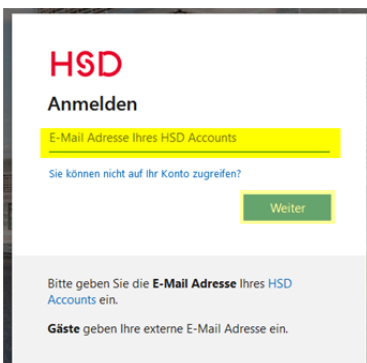 HSD
Anmelden
E-Mail Adresse Ihres HSD Accounts
Sie können nicht auf Ihr Konto zugreifen?
Weiter
Bitte geben Sie die E-Mail Adresse Ihres HSD
Accounts ein.
Gäste geben Ihre externe E-Mail Adresse ein.